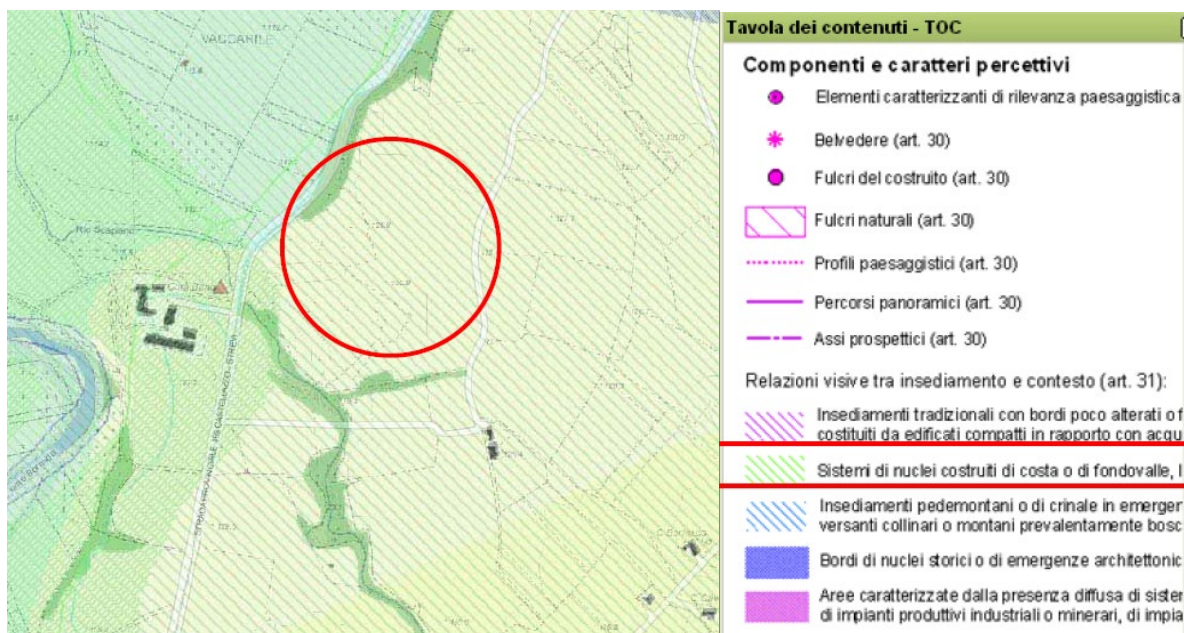 VACCARILE
Rio Scapiano
STRADA PROVINCIALE
Tavola dei contenuti - TOC
Componenti e caratteri percettivi
Elementi caratterizzanti di rilevanza paesaggistica
Belvedere (art. 30)
Fulcri del costruito (art. 30)
Fulcri naturali (art. 30)
Profili paesaggistici (art. 30)
Percorsi panoramici (art. 30)
Assi prospettici (art. 30)
Relazioni visive tra insediamento e contesto (art. 31):
Insediamenti tradizionali con bordi poco alterati o f
costituiti da edificati compatti in rapporto con acqu
Sistemi di nuclei costruiti di costa o di fondovalle, l
Insediamenti pedemontani o di crinale in emerger
versanti collinari o montani prevalentemente bosc
Bordi di nuclei storici o di emergenze architettonic
Aree caratterizzate dalla presenza diffusa di sister
di impianti produttivi industriali o minerari, di impia